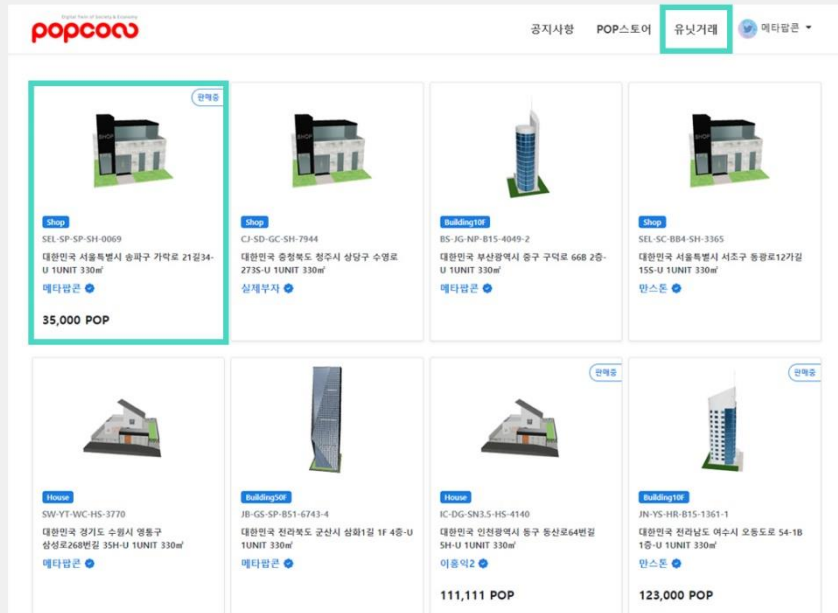 Digital Twin of Society & Economy
popcon
공지사항 POP스토어 유닛거래 메타팝콘
판매중
SHOP
Shop
SEL-SP-SP-SH-0069
대한민국 서울특별시 송파구 가락로 21길34-
U 1UNIT 330㎡
메타팝콘
35,000 POP
SHOP
Shop
CJ-SD-GC-SH-7944
대한민국 충청북도 청주시 상당구 수영로
273S-U 1UNIT 330㎡
실제부자
Building10F
BS-JG-NP-B15-4049-2
대한민국 부산광역시 중구 구덕로 66B 2층-
U 1UNIT 330㎡
메타팝콘
SHOP
Shop
SEL-SC-BB4-SH-3365
대한민국 서울특별시 서초구 동광로12가길
15S-U 1UNIT 330㎡
만스톤
House
SW-YT-WC-HS-3770
대한민국 경기도 수원시 영통구
삼성로268번길 35H-U 1UNIT 330㎡
메타팝콘
Building50F
JB-GS-SP-B51-6743-4
대한민국 전라북도 군산시 삼화1길 1F 4층-U
1UNIT 330㎡
메타팝콘
판매중
House
IC-DG-SN3.5-HS-4140
대한민국 인천광역시 동구 동산로64번길
5H-U 1UNIT 330㎡
이흥익2
111,111 POP
판매중
Building10F
JN-YS-HR-B15-1361-1
대한민국 전라남도 여수시 오동도로 54-1B
1층-U 1UNIT 330㎡
만스톤
123,000 POP